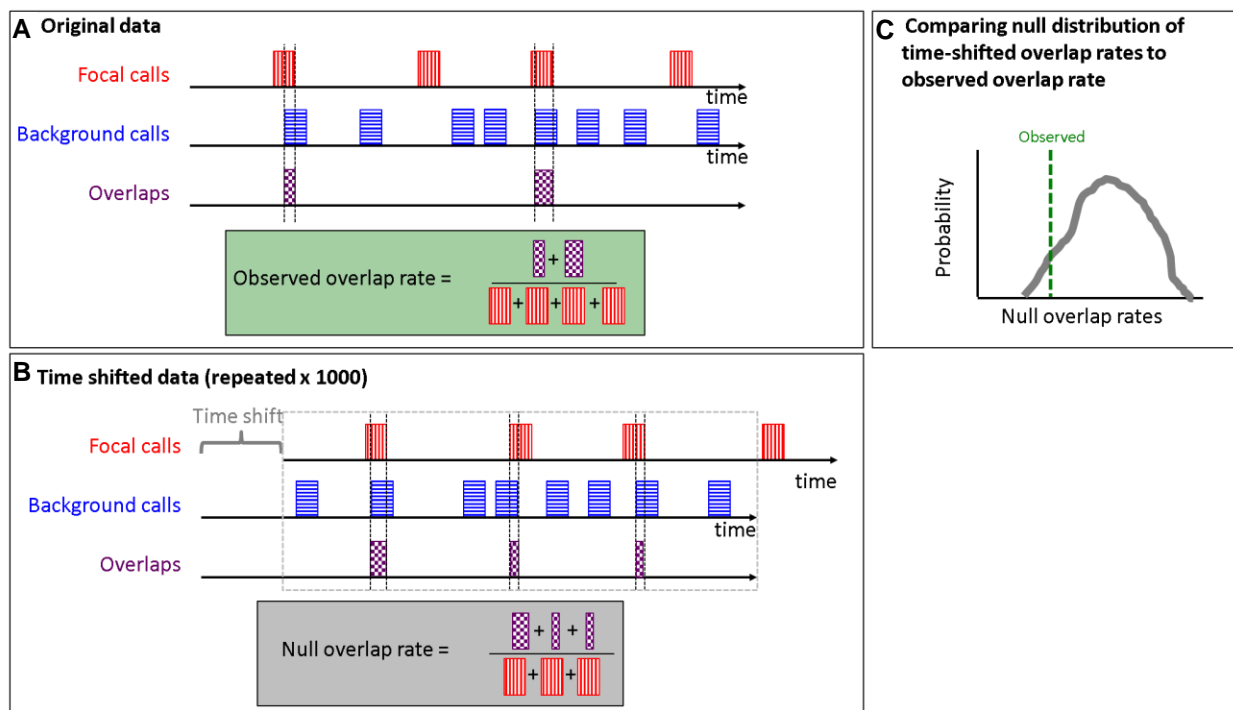 A Original data
Focal calls
time
Background calls
time
Overlaps
Observed overlap rate =
+
+ + +
B Time shifted data (repeated x 1000)
Time shift
Focal calls
time
Background calls
time
Overlaps
Null overlap rate =
+ +
+ +
C Comparing null distribution of
time-shifted overlap rates to
observed overlap rate
Observed
Probability
Null overlap rates